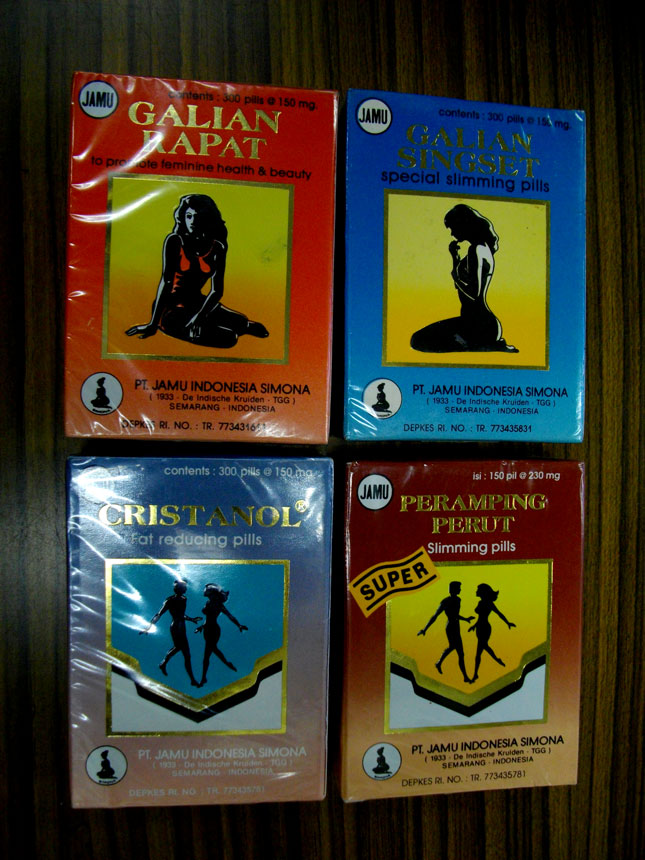 JAMU
contents : 300 pills @ 150 mg.
GALIAN
RAPAT
to promote feminine health & beauty
PT. JAMU INDONESIA SIMONA
( 1933 - De Indische Kruiden - TGG )
SEMARANG - INDONESIA
DEPKES RI. NO. : TR.
JAMU
contents : 300 pills @ 150 mg.
GALIAN
SINGSET
special slimming pills
PT. JAMU INDONESIA SIMONA
( 1933 - De Indische Kruiden - TGG )
SEMARANG - INDONESIA
DEPKES RI. NO. : TR. 773435831
contents : 300 pills @ 150 mg.
CRISTANOL®
Fat reducing pills
PT. JAMU INDONESIA SIMONA
( 1933 - De Indische Kruiden - TGG )
SEMARANG - INDONESIA
DEPKES RI. NO : TR. 773435781
JAMU
isi : 150 pil @ 230 mg
PERAMPING
PERUT
Slimming pills
SUPER
PT. JAMU INDONESIA SIMONA
( 1933 - De Indische Kruiden - TGG )
SEMARANG - INDONESIA
DEPKES RI. NO. : TR. 773435781